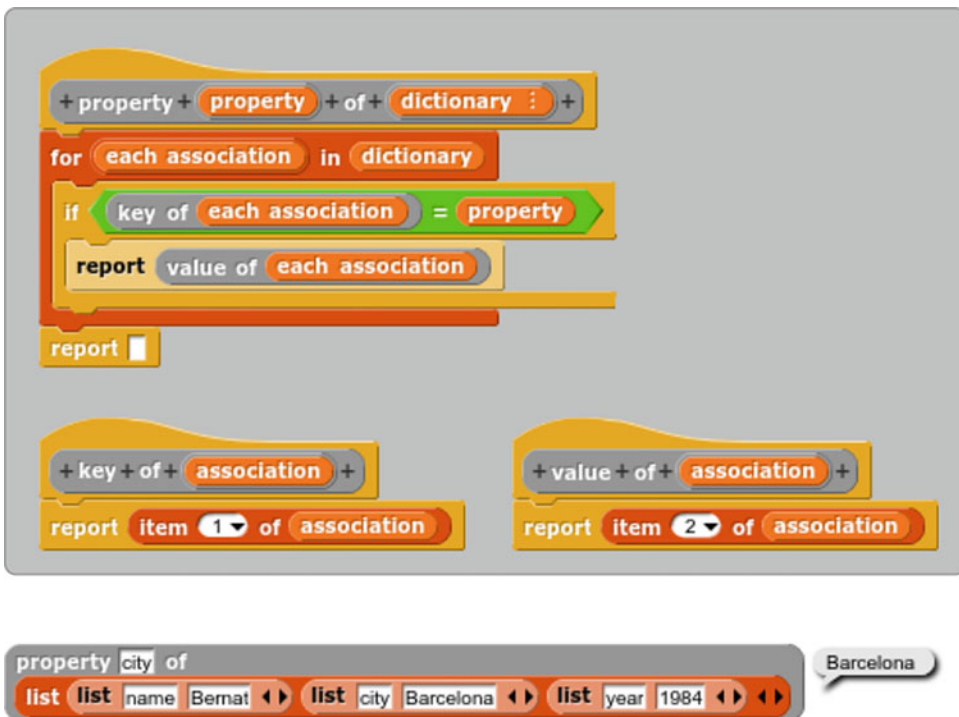 + property + property + of + dictionary ⋮ +
for each association in dictionary
if key of each association = property
report value of each association
report
+ key + of + association +
report item 1 of association
+ value + of + association +
report item 2 of association
property city of
list list name Bernat list city Barcelona list year 1984
Barcelona